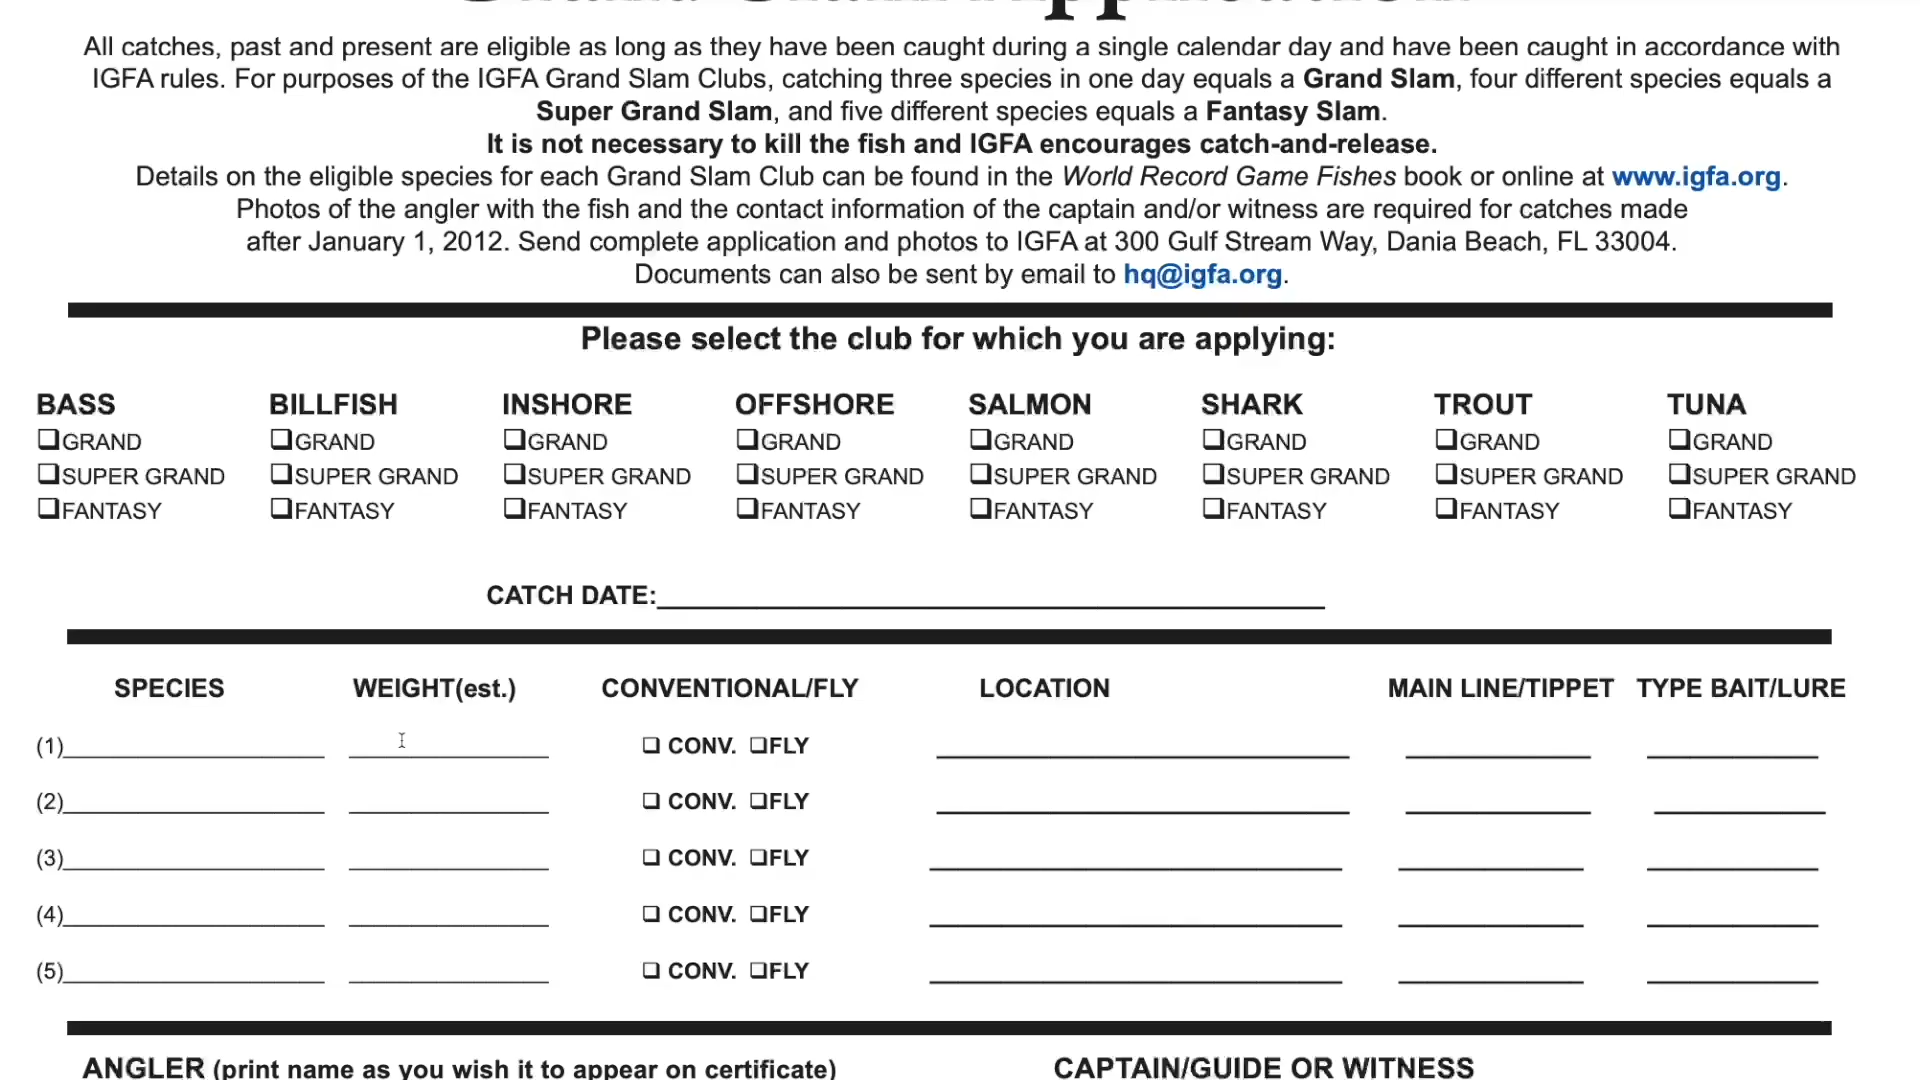 All catches, past and present are eligible as long as they have been caught during a single calendar day and have been caught in accordance with
IGFA rules. For purposes of the IGFA Grand Slam Clubs, catching three species in one day equals a Grand Slam, four different species equals a
Super Grand Slam, and five different species equals a Fantasy Slam.
It is not necessary to kill the fish and IGFA encourages catch-and-release.
Details on the eligible species for each Grand Slam Club can be found in the World Record Game Fishes book or online at www.igfa.org.
Photos of the angler with the fish and the contact information of the captain and/or witness are required for catches made
after January 1, 2012. Send complete application and photos to IGFA at 300 Gulf Stream Way, Dania Beach, FL 33004.
Documents can also be sent by email to hq@igfa.org.
Please select the club for which you are applying:
BASS BILLFISH INSHORE OFFSHORE SALMON SHARK TROUT TUNA
❑GRAND ❑GRAND ❑GRAND ❑GRAND ❑GRAND ❑GRAND ❑GRAND ❑GRAND
❑SUPER GRAND ❑SUPER GRAND ❑SUPER GRAND ❑SUPER GRAND ❑SUPER GRAND ❑SUPER GRAND ❑SUPER GRAND ❑SUPER GRAND
❑FANTASY ❑FANTASY ❑FANTASY ❑FANTASY ❑FANTASY ❑FANTASY ❑FANTASY ❑FANTASY
CATCH DATE:
SPECIES WEIGHT(est.) CONVENTIONAL/FLY LOCATION MAIN LINE/TIPPET TYPE BAIT/LURE
(1) ❑ CONV. ❑FLY
(2) ❑ CONV. ❑FLY
(3) ❑ CONV. ❑FLY
(4) ❑ CONV. ❑FLY
(5) ❑ CONV. ❑FLY
ANGLER (print name as you wish it to appear on certificate) CAPTAIN/GUIDE OR WITNESS